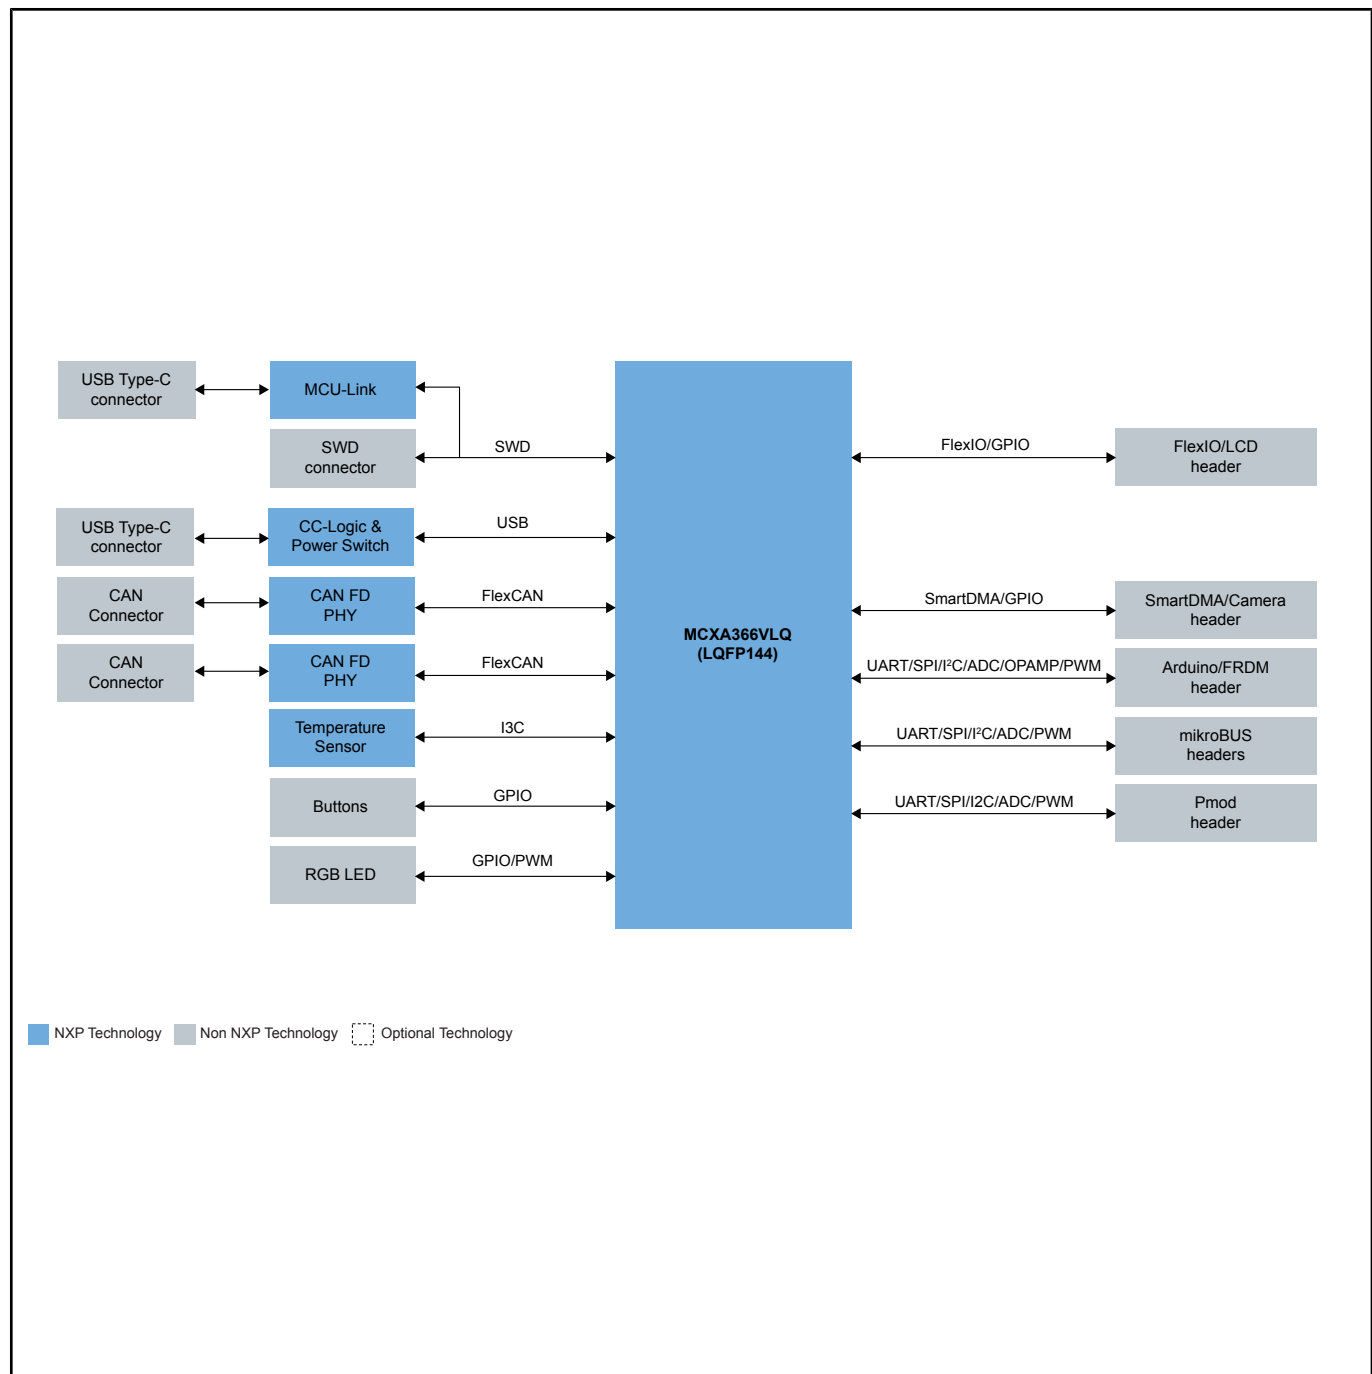 USB Type-C
connector
MCU-Link
SWD
connector
SWD
USB Type-C
connector
CC-Logic &
Power Switch
USB
CAN
Connector
CAN FD
PHY
FlexCAN
CAN
Connector
CAN FD
PHY
FlexCAN
Temperature
Sensor
I3C
Buttons
GPIO
RGB LED
GPIO/PWM
MCXA366VLQ
(LQFP144)
FlexIO/GPIO
FlexIO/LCD
header
SmartDMA/GPIO
SmartDMA/Camera
header
UART/SPI/I²C/ADC/OPAMP/PWM
Arduino/FRDM
header
UART/SPI/I²C/ADC/PWM
mikroBUS
headers
UART/SPI/I2C/ADC/PWM
Pmod
header
NXP Technology
Non NXP Technology
Optional Technology